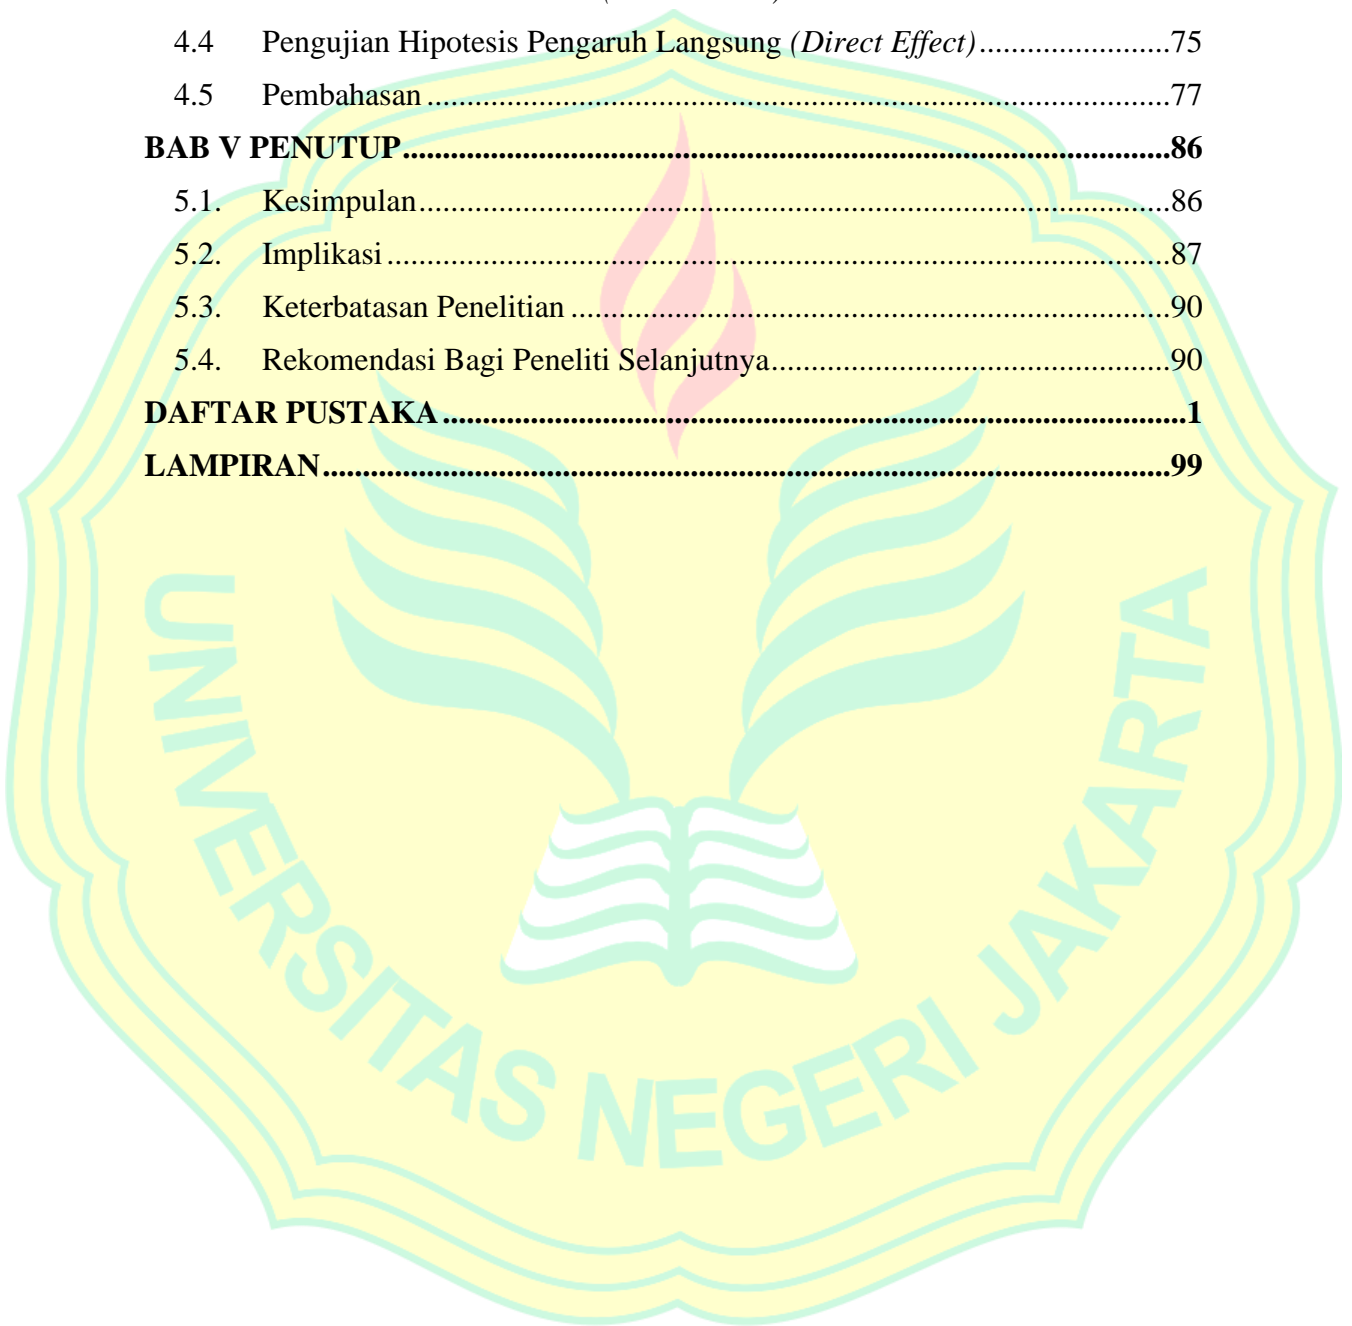 4.4 Pengujian Hipotesis Pengaruh Langsung (Direct Effect)........................75
4.5 Pembahasan..............................................................................................77
BAB V PENUTUP.................................................................................................86
5.1. Kesimpulan...............................................................................................86
5.2. Implikasi...................................................................................................87
5.3. Keterbatasan Penelitian............................................................................90
5.4. Rekomendasi Bagi Peneliti Selanjutnya...................................................90
DAFTAR PUSTAKA..............................................................................................1
LAMPIRAN...........................................................................................................99
UNIVERSITAS NEGERI JAKARTA